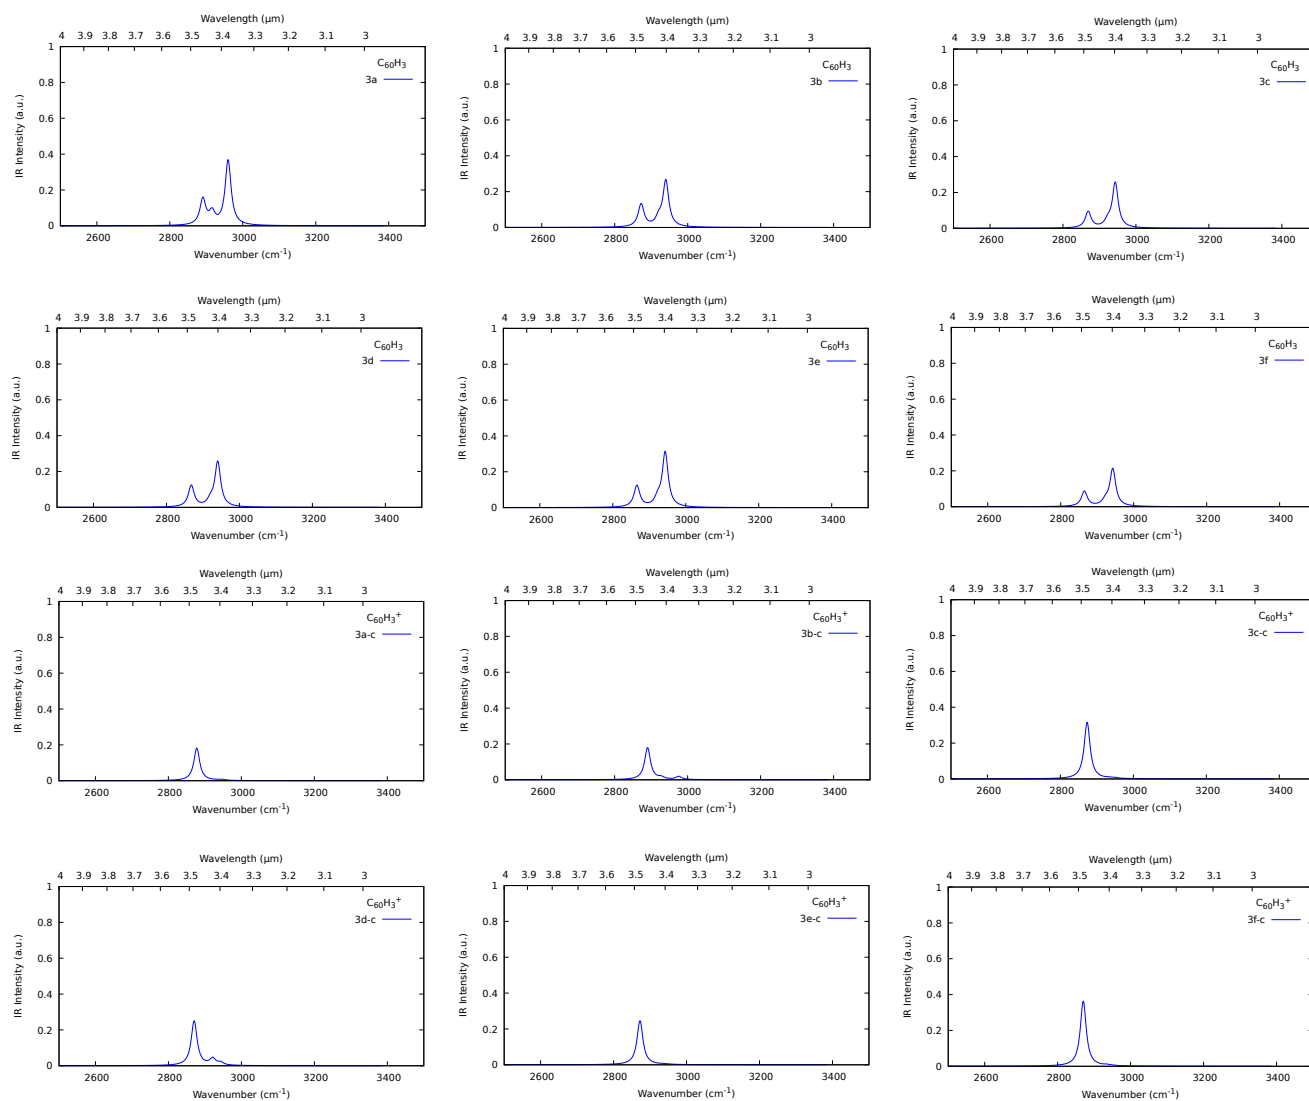 Wavelength (μm)
4 3.9 3.8 3.7 3.6 3.5 3.4 3.3 3.2 3.1 3
1
0.8
0.6
0.4
0.2
0
IR Intensity (a.u.)
C60H3
3a
2600 2800 3000 3200 3400
Wavenumber (cm-1)
Wavelength (μm)
4 3.9 3.8 3.7 3.6 3.5 3.4 3.3 3.2 3.1 3
1
0.8
0.6
0.4
0.2
0
IR Intensity (a.u.)
C60H3
3b
2600 2800 3000 3200 3400
Wavenumber (cm-1)
Wavelength (μm)
4 3.9 3.8 3.7 3.6 3.5 3.4 3.3 3.2 3.1 3
1
0.8
0.6
0.4
0.2
0
IR Intensity (a.u.)
C60H3
3c
2600 2800 3000 3200 3400
Wavenumber (cm-1)
Wavelength (μm)
4 3.9 3.8 3.7 3.6 3.5 3.4 3.3 3.2 3.1 3
1
0.8
0.6
0.4
0.2
0
IR Intensity (a.u.)
C60H3
3d
2600 2800 3000 3200 3400
Wavenumber (cm-1)
Wavelength (μm)
4 3.9 3.8 3.7 3.6 3.5 3.4 3.3 3.2 3.1 3
1
0.8
0.6
0.4
0.2
0
IR Intensity (a.u.)
C60H3
3e
2600 2800 3000 3200 3400
Wavenumber (cm-1)
Wavelength (μm)
4 3.9 3.8 3.7 3.6 3.5 3.4 3.3 3.2 3.1 3
1
0.8
0.6
0.4
0.2
0
IR Intensity (a.u.)
C60H3
3f
2600 2800 3000 3200 3400
Wavenumber (cm-1)
Wavelength (μm)
4 3.9 3.8 3.7 3.6 3.5 3.4 3.3 3.2 3.1 3
1
0.8
0.6
0.4
0.2
0
IR Intensity (a.u.)
C60H3+
3a-c
2600 2800 3000 3200 3400
Wavenumber (cm-1)
Wavelength (μm)
4 3.9 3.8 3.7 3.6 3.5 3.4 3.3 3.2 3.1 3
1
0.8
0.6
0.4
0.2
0
IR Intensity (a.u.)
C60H3+
3b-c
2600 2800 3000 3200 3400
Wavenumber (cm-1)
Wavelength (μm)
4 3.9 3.8 3.7 3.6 3.5 3.4 3.3 3.2 3.1 3
1
0.8
0.6
0.4
0.2
0
IR Intensity (a.u.)
C60H3+
3c-c
2600 2800 3000 3200 3400
Wavenumber (cm-1)
Wavelength (μm)
4 3.9 3.8 3.7 3.6 3.5 3.4 3.3 3.2 3.1 3
1
0.8
0.6
0.4
0.2
0
IR Intensity (a.u.)
C60H3+
3d-c
2600 2800 3000 3200 3400
Wavenumber (cm-1)
Wavelength (μm)
4 3.9 3.8 3.7 3.6 3.5 3.4 3.3 3.2 3.1 3
1
0.8
0.6
0.4
0.2
0
IR Intensity (a.u.)
C60H3+
3e-c
2600 2800 3000 3200 3400
Wavenumber (cm-1)
Wavelength (μm)
4 3.9 3.8 3.7 3.6 3.5 3.4 3.3 3.2 3.1 3
1
0.8
0.6
0.4
0.2
0
IR Intensity (a.u.)
C60H3+
3f-c
2600 2800 3000 3200 3400
Wavenumber (cm-1)